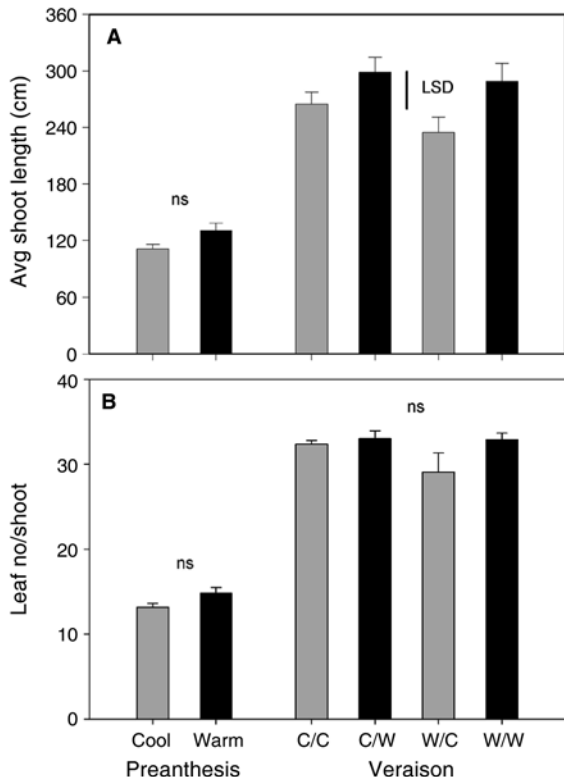 360
A
300
LSD
240
180
ns
120
60
0
Avg shoot length (cm)
40
B
ns
30
20
ns
10
0
Leaf no/shoot
Cool Warm C/C C/W W/C W/W
Preanthesis Veraison